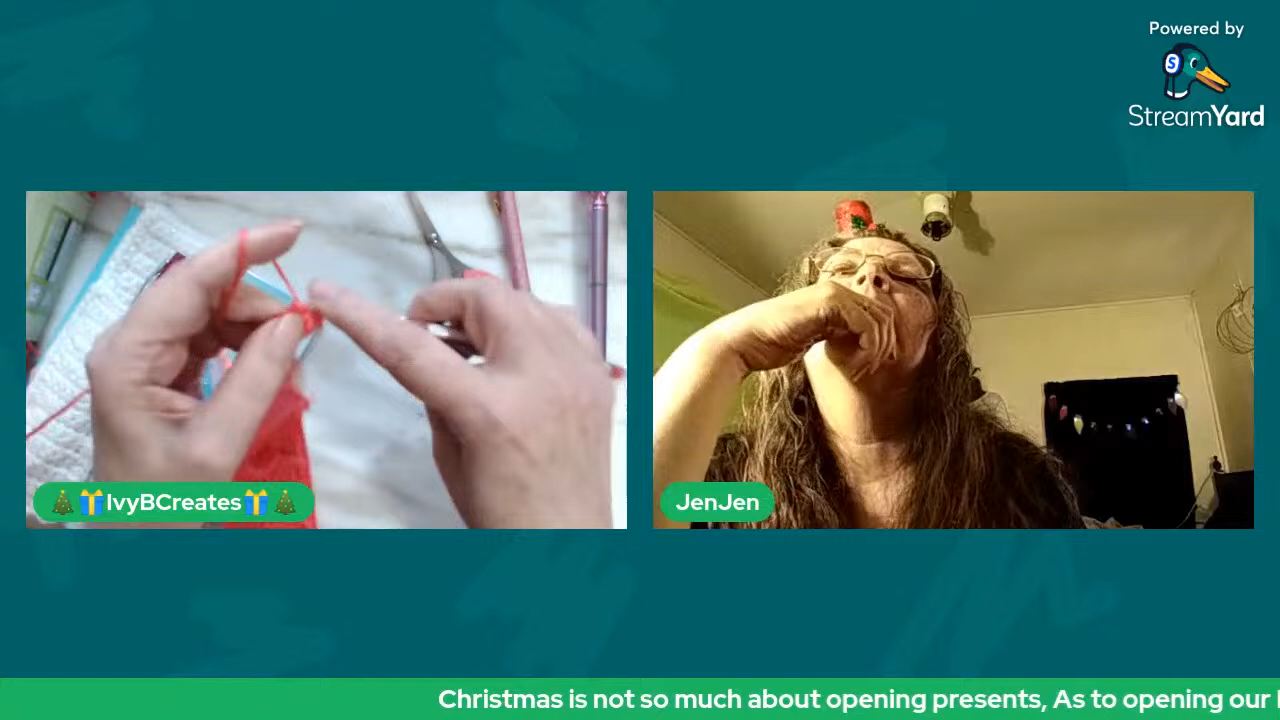 Powered by
S
StreamYard
🎄🎁IvyBCreates🎁🎄
JenJen
Christmas is not so much about opening presents, As to opening our